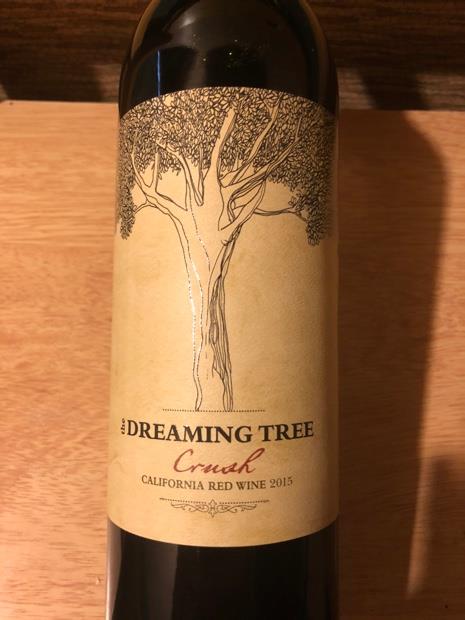 the DREAMING TREE
Crush
CALIFORNIA RED WINE 2015